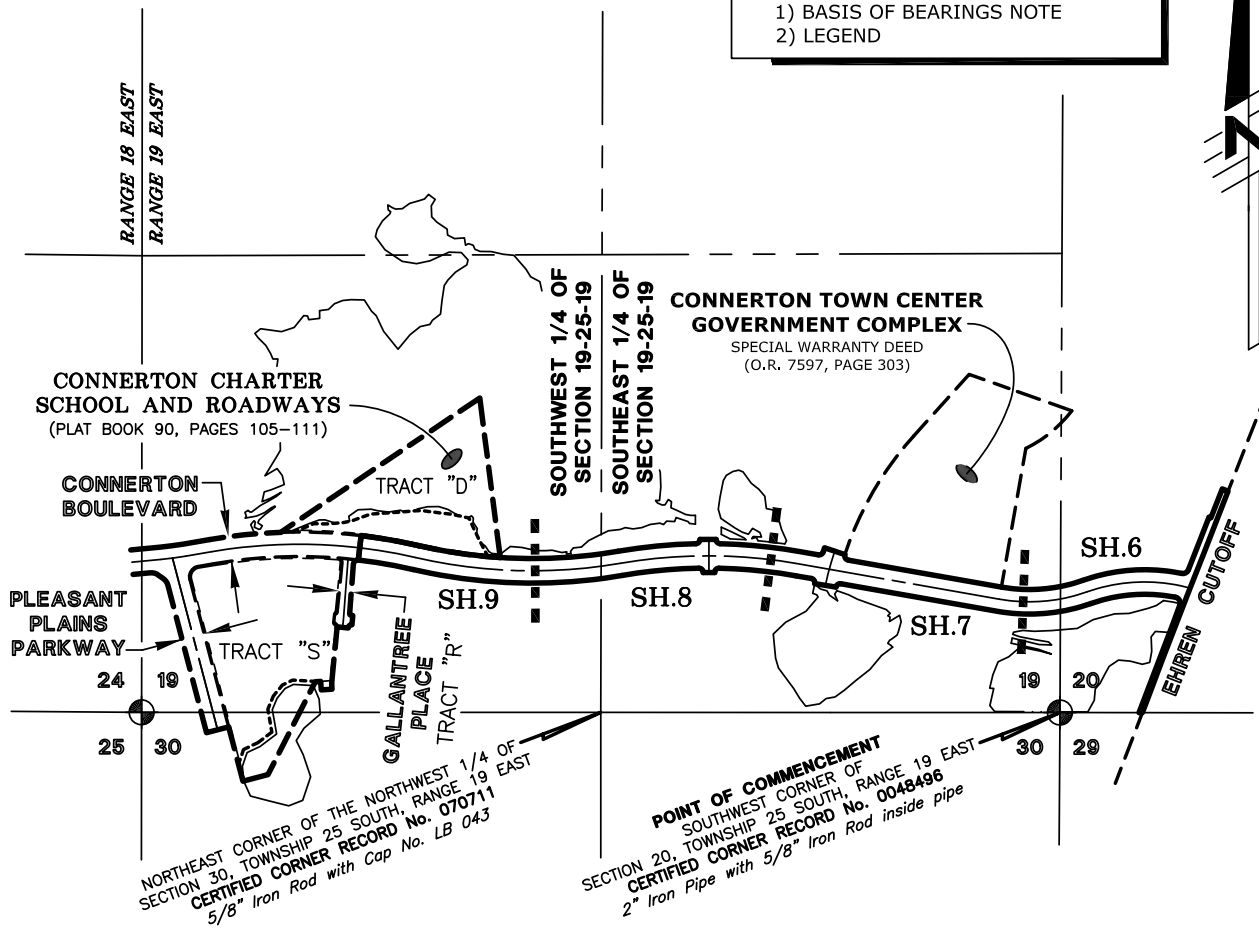 1) BASIS OF BEARINGS NOTE
2) LEGEND
RANGE 18 EAST
RANGE 19 EAST
SOUTHWEST 1/4 OF
SECTION 19-25-19
SOUTHEAST 1/4 OF
SECTION 19-25-19
CONNERTON TOWN CENTER
GOVERNMENT COMPLEX
SPECIAL WARRANTY DEED
(O.R. 7597, PAGE 303)
CONNERTON CHARTER
SCHOOL AND ROADWAYS
(PLAT BOOK 90, PAGES 105–111)
TRACT "D"
CONNERTON
BOULEVARD
SH.6
SH.9
SH.8
SH.7
PLEASANT
PLAINS
PARKWAY
TRACT "S"
GALLANTREE
PLACE
TRACT "R"
EHREN CUTOFF
24 19
25 30
19 20
30 29
NORTHEAST CORNER OF THE NORTHWEST 1/4 OF
SECTION 30, TOWNSHIP 25 SOUTH, RANGE 19 EAST
CERTIFIED CORNER RECORD No. 070711
5/8" Iron Rod with Cap No. LB 043
POINT OF COMMENCEMENT
SOUTHWEST CORNER OF
SECTION 20, TOWNSHIP 25 SOUTH, RANGE 19 EAST
CERTIFIED CORNER RECORD No. 0048496
2" Iron Pipe with 5/8" Iron Rod inside pipe